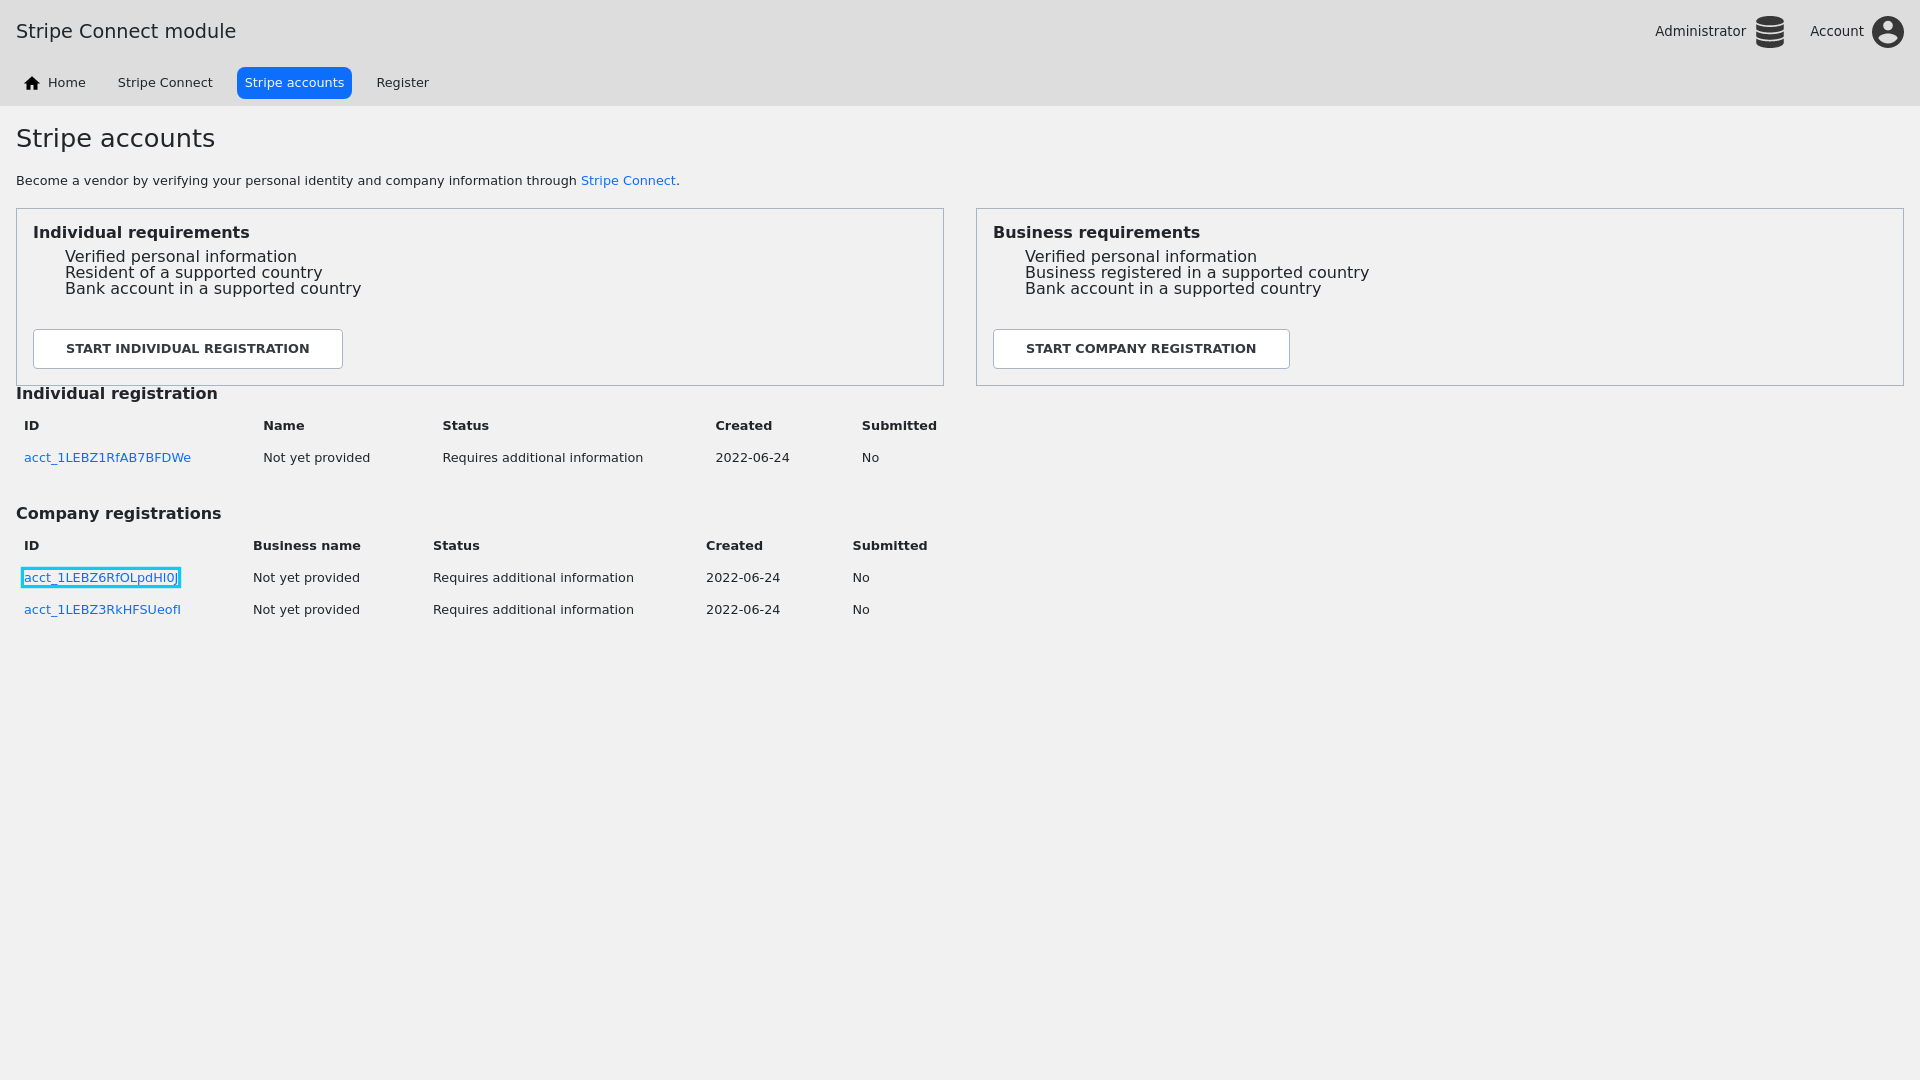 Stripe Connect module
Administrator
Account
Home
Stripe Connect
Stripe accounts
Register
Stripe accounts
Become a vendor by verifying your personal identity and company information through Stripe Connect.
Individual requirements
Verified personal information
Resident of a supported country
Bank account in a supported country
START INDIVIDUAL REGISTRATION
Business requirements
Verified personal information
Business registered in a supported country
Bank account in a supported country
START COMPANY REGISTRATION
Individual registration
ID Name Status Created Submitted
acct_1LEBZ1RfAB7BFDWe Not yet provided Requires additional information 2022-06-24 No
Company registrations
ID Business name Status Created Submitted
acct_1LEBZ6RfOLpdHI0J Not yet provided Requires additional information 2022-06-24 No
acct_1LEBZ3RkHFSUeofI Not yet provided Requires additional information 2022-06-24 No